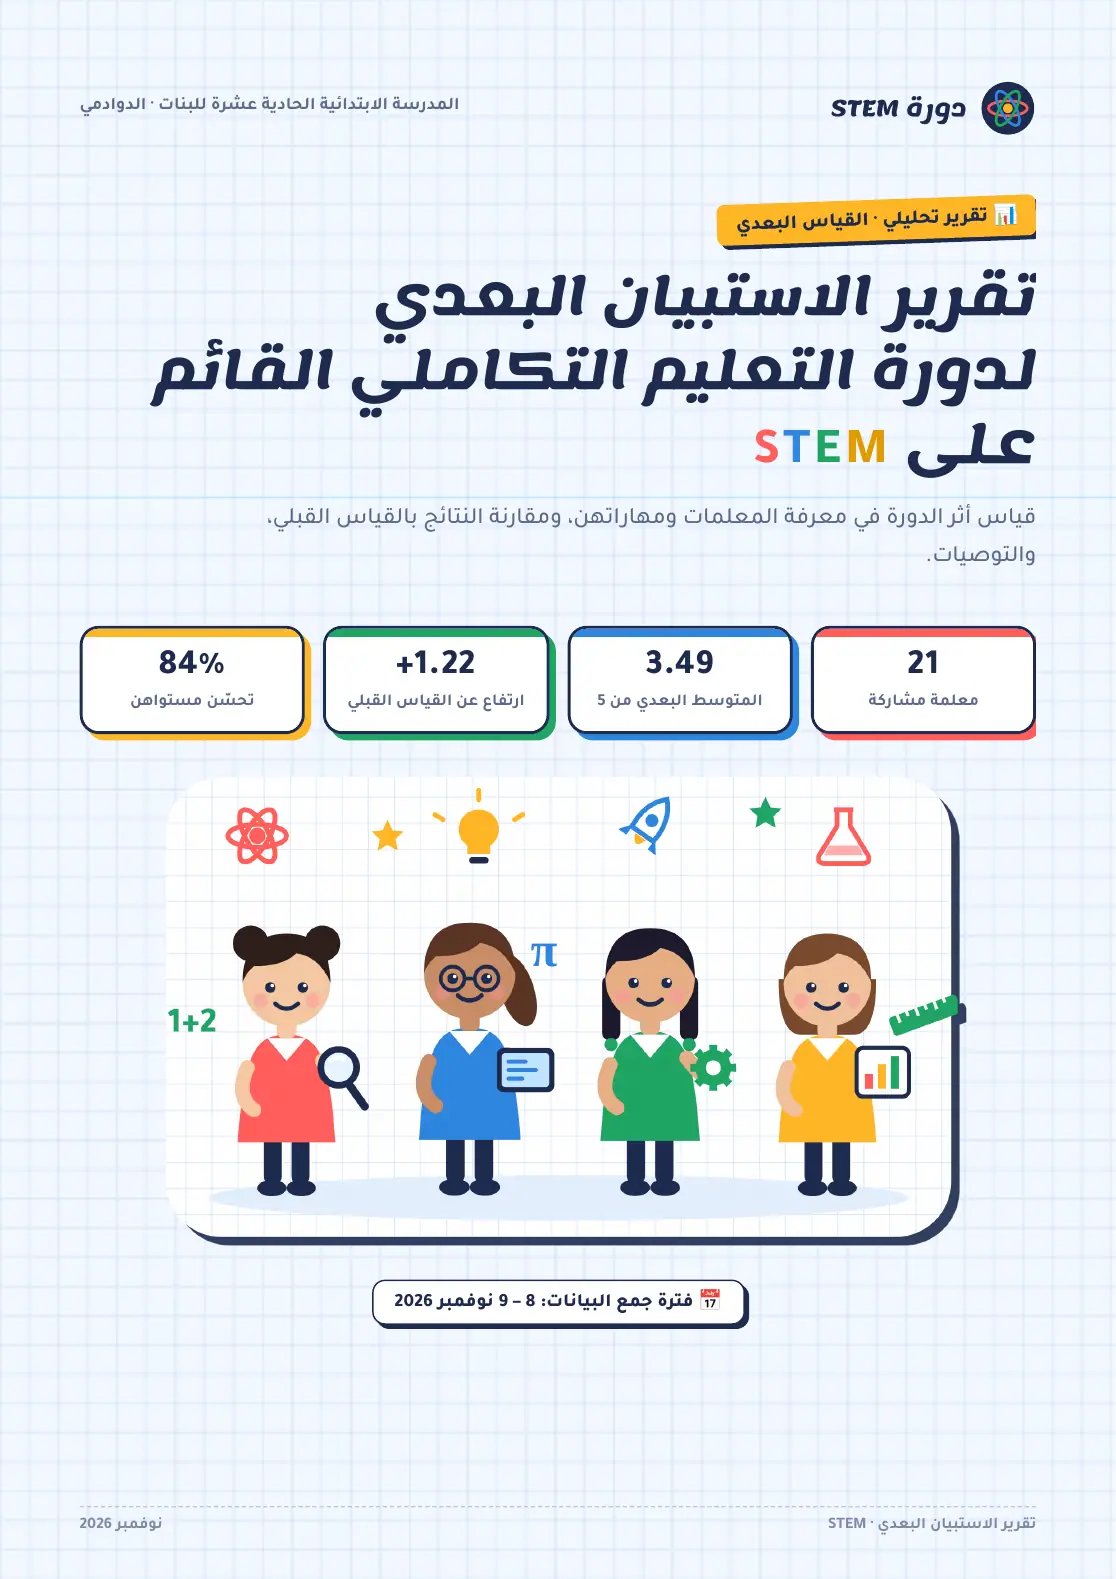 دورة STEM
المدرسة الابتدائية الحادية عشرة للبنات · الدوادمي
تقرير تحليلي · القياس البعدي
تقرير الاستبيان البعدي
لدورة التعليم التكاملي القائم
على STEM
قياس أثر الدورة في معرفة المعلمات ومهاراتهن، ومقارنة النتائج بالقياس القبلي،
والتوصيات.
21
معلمة مشاركة
3.49
المتوسط البعدي من 5
+1.22
ارتفاع عن القياس القبلي
84%
تحسّن مستواهن
π
1+2
فترة جمع البيانات: 8 – 9 نوفمبر 2026
تقرير الاستبيان البعدي · STEM
نوفمبر 2026